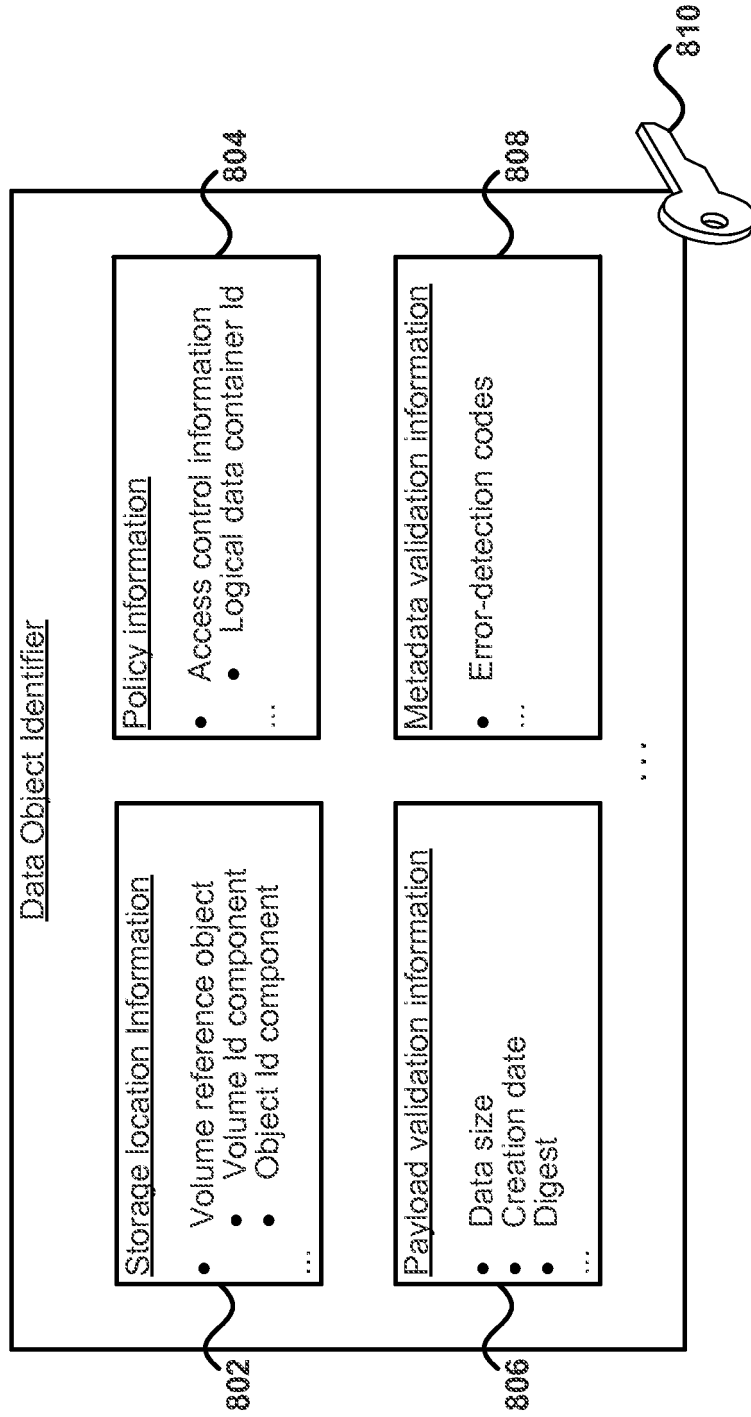 Data Object Identifier
Storage location Information
● Volume reference object
● Volume Id component
● Object Id component
...
802
Policy information
● Access control information
● Logical data container Id
...
804
Payload validation information
● Data size
● Creation date
● Digest
...
806
Metadata validation information
● Error-detection codes
...
808
...
810